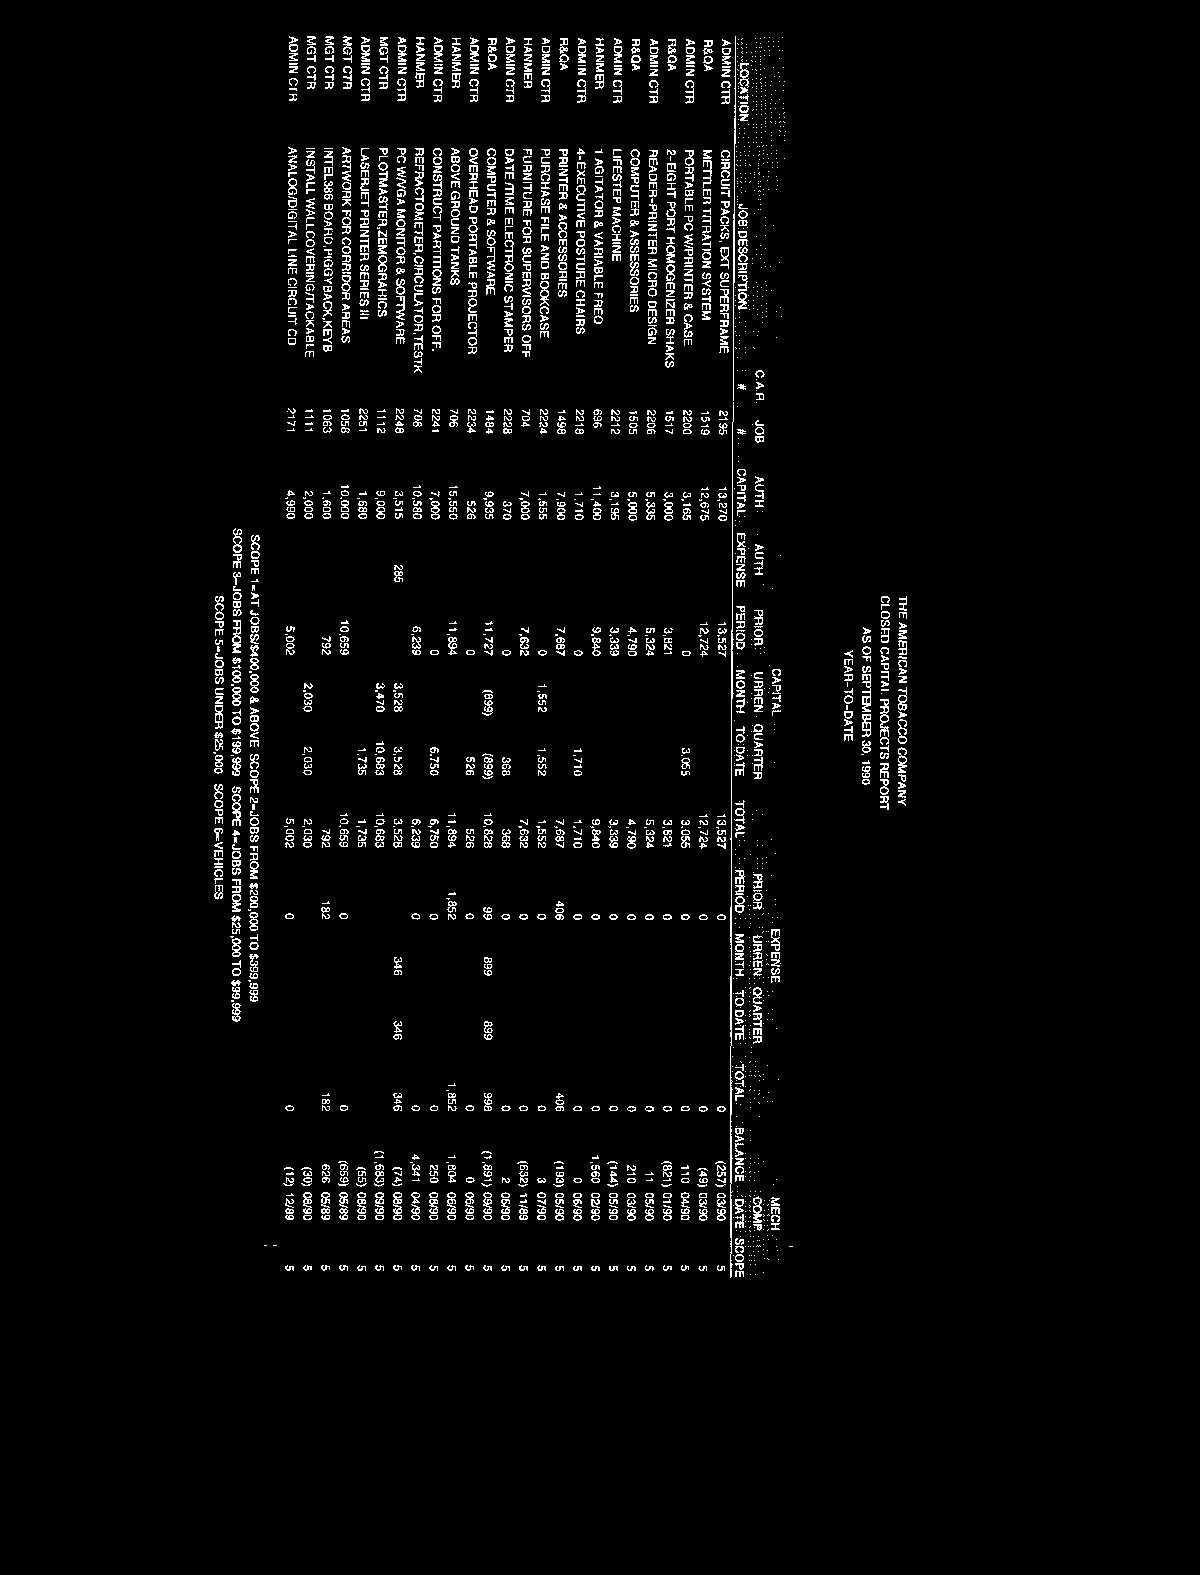 THE AMERICAN TOBACCO COMPANY
CLOSED CAPITAL PROJECTS REPORT
AS OF SEPTEMBER 30, 1990
YEAR-TO-DATE
CAPITAL EXPENSE MECH
C.A.R. JOB AUTH AUTH PRIOR URREN QUARTER PRIOR URREN QUARTER COMP
LOCATION JOB DESCRIPTION # # CAPITAL EXPENSE PERIOD MONTH TO DATE TOTAL PERIOD MONTH TO DATE TOTAL BALANCE DATE SCOPE
ADMIN CTR CIRCUIT PACKS, EXT SUPERFRAME 2195 13,270 13,527 13,527 0 0 (257) 03/90 5
R&QA METTLER TITRATION SYSTEM 1519 12,675 12,724 12,724 0 0 (49) 03/90 5
ADMIN CTR PORTABLE PC W/PRINTER & CASE 2200 3,165 0 3,055 3,055 0 0 110 04/90 5
R&QA 2-EIGHT PORT HOMOGENIZER SHAKS 1517 3,000 3,821 3,821 0 0 (821) 01/90 5
ADMIN CTR READER-PRINTER MICRO DESIGN 2206 5,335 5,324 5,324 0 0 11 05/90 5
R&QA COMPUTER & ASSESSORIES 1505 5,000 4,790 4,790 0 0 210 03/90 5
ADMIN CTR LIFESTEP MACHINE 2212 3,195 3,339 3,339 0 0 (144) 05/90 5
HANMER 1 AGITATOR & VARIABLE FREQ 696 11,400 9,840 9,840 0 0 1,560 02/90 5
ADMIN CTR 4-EXECUTIVE POSTURE CHAIRS 2218 1,710 0 1,710 1,710 0 0 0 06/90 5
R&QA PRINTER & ACCESSORIES 1498 7,900 7,687 7,687 406 406 (193) 05/90 5
ADMIN CTR PURCHASE FILE AND BOOKCASE 2224 1,555 0 1,552 1,552 1,552 0 0 3 07/90 5
HANMER FURNITURE FOR SUPERVISORS OFF 704 7,000 7,632 7,632 0 0 (632) 11/89 5
ADMIN CTR DATE /TIME ELECTRONIC STAMPER 2228 370 0 368 368 0 0 2 06/90 5
R&QA COMPUTER & SOFTWARE 1484 9,935 11,727 (899) (899) 10,828 99 899 899 998 (1,891) 09/90 5
ADMIN CTR OVERHEAD PORTABLE PROJECTOR 2234 526 0 526 526 0 0 0 06/90 5
HANMER ABOVE GROUND TANKS 706 15,550 11,894 11,894 1,852 1,852 1,804 06/90 5
ADMIN CTR CONSTRUCT PARTITIONS FOR OFF. 2241 7,000 0 6,750 6,750 0 0 250 08/90 5
HANMER REFRACTOMETER,CIRCULATOR,TESTK 708 10,580 6,239 6,239 0 0 4,341 04/90 5
ADMIN CTR PC W/VGA MONITOR & SOFTWARE 2248 3,515 285 3,528 3,528 3,528 346 346 346 (74) 08/90 5
MGT CTR PLOTMASTER,ZEMOGRAHICS 1112 9,000 3,470 10,683 10,683 (1,683) 09/90 5
ADMIN CTR LASERJET PRINTER SERIES III 2251 1,680 1,735 1,735 (55) 08/90 5
MGT CTR ARTWORK FOR CORRIDOR AREAS 1056 10,000 10,659 10,659 0 0 (659) 05/89 5
MGT CTR INTEL386 BOARD,PIGGYBACK,KEYB 1063 1,600 792 792 182 182 626 05/89 5
MGT CTR INSTALL WALLCOVERING/TACKABLE 1111 2,000 2,030 2,030 2,030 (30) 08/90 5
ADMIN CTR ANALOG/DIGITAL LINE CIRCUIT CD 2171 4,990 5,002 5,002 0 0 (12) 12/89 5
SCOPE 1=AT JOBS/$400,000 & ABOVE SCOPE 2=JOBS FROM $200,000 TO $399,999
SCOPE 3=JOBS FROM $100,000 TO $199,999 SCOPE 4=JOBS FROM $25,000 TO $99,999
SCOPE 5=JOBS UNDER $25,000 SCOPE 6=VEHICLES